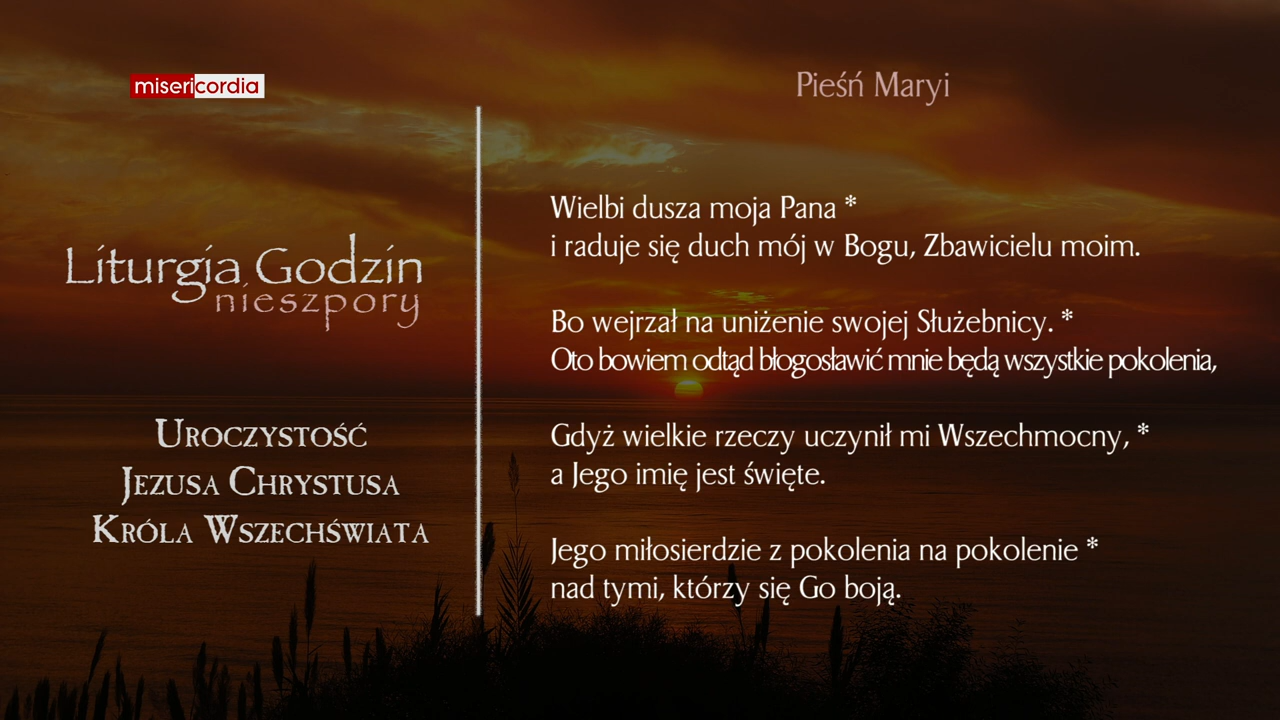 misericordia
Liturgia Godzin
nieszpory
Uroczystość
Jezusa Chrystusa
Króla Wszechświata
Pieśń Maryi
Wielbi dusza moja Pana *
i raduje się duch mój w Bogu, Zbawicielu moim.
Bo wejrzał na uniżenie swojej Służebnicy. *
Oto bowiem odtąd błogosławić mnie będą wszystkie pokolenia,
Gdyż wielkie rzeczy uczynił mi Wszechmocny, *
a Jego imię jest święte.
Jego miłosierdzie z pokolenia na pokolenie *
nad tymi, którzy się Go boją.